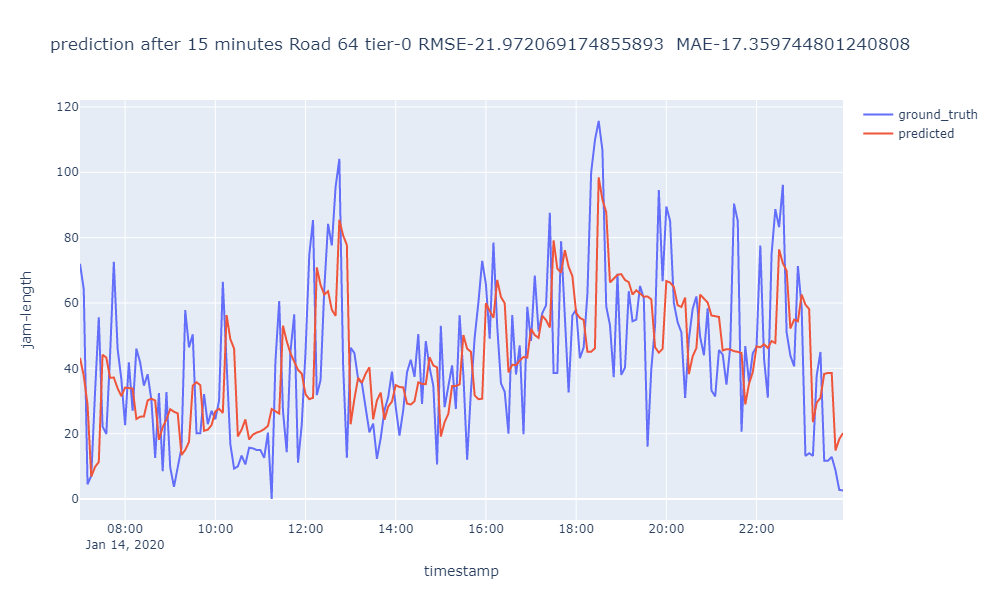 prediction after 15 minutes Road 64 tier-0 RMSE-21.972069174855893  MAE-17.359744801240808
ground_truth
predicted
120
100
80
60
40
20
0
jam-length
08:00 10:00 12:00 14:00 16:00 18:00 20:00 22:00
Jan 14, 2020
timestamp